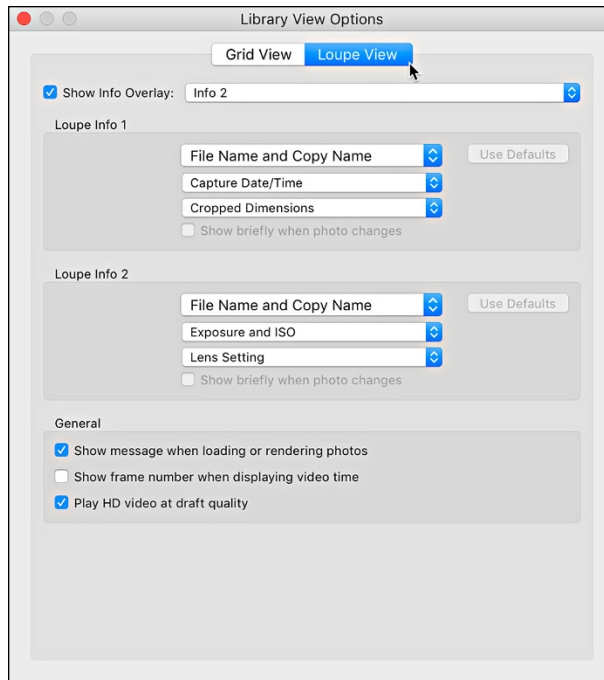 Library View Options
Grid View Loupe View
Show Info Overlay: Info 2
Loupe Info 1
File Name and Copy Name Use Defaults
Capture Date/Time
Cropped Dimensions
Show briefly when photo changes
Loupe Info 2
File Name and Copy Name Use Defaults
Exposure and ISO
Lens Setting
Show briefly when photo changes
General
Show message when loading or rendering photos
Show frame number when displaying video time
Play HD video at draft quality